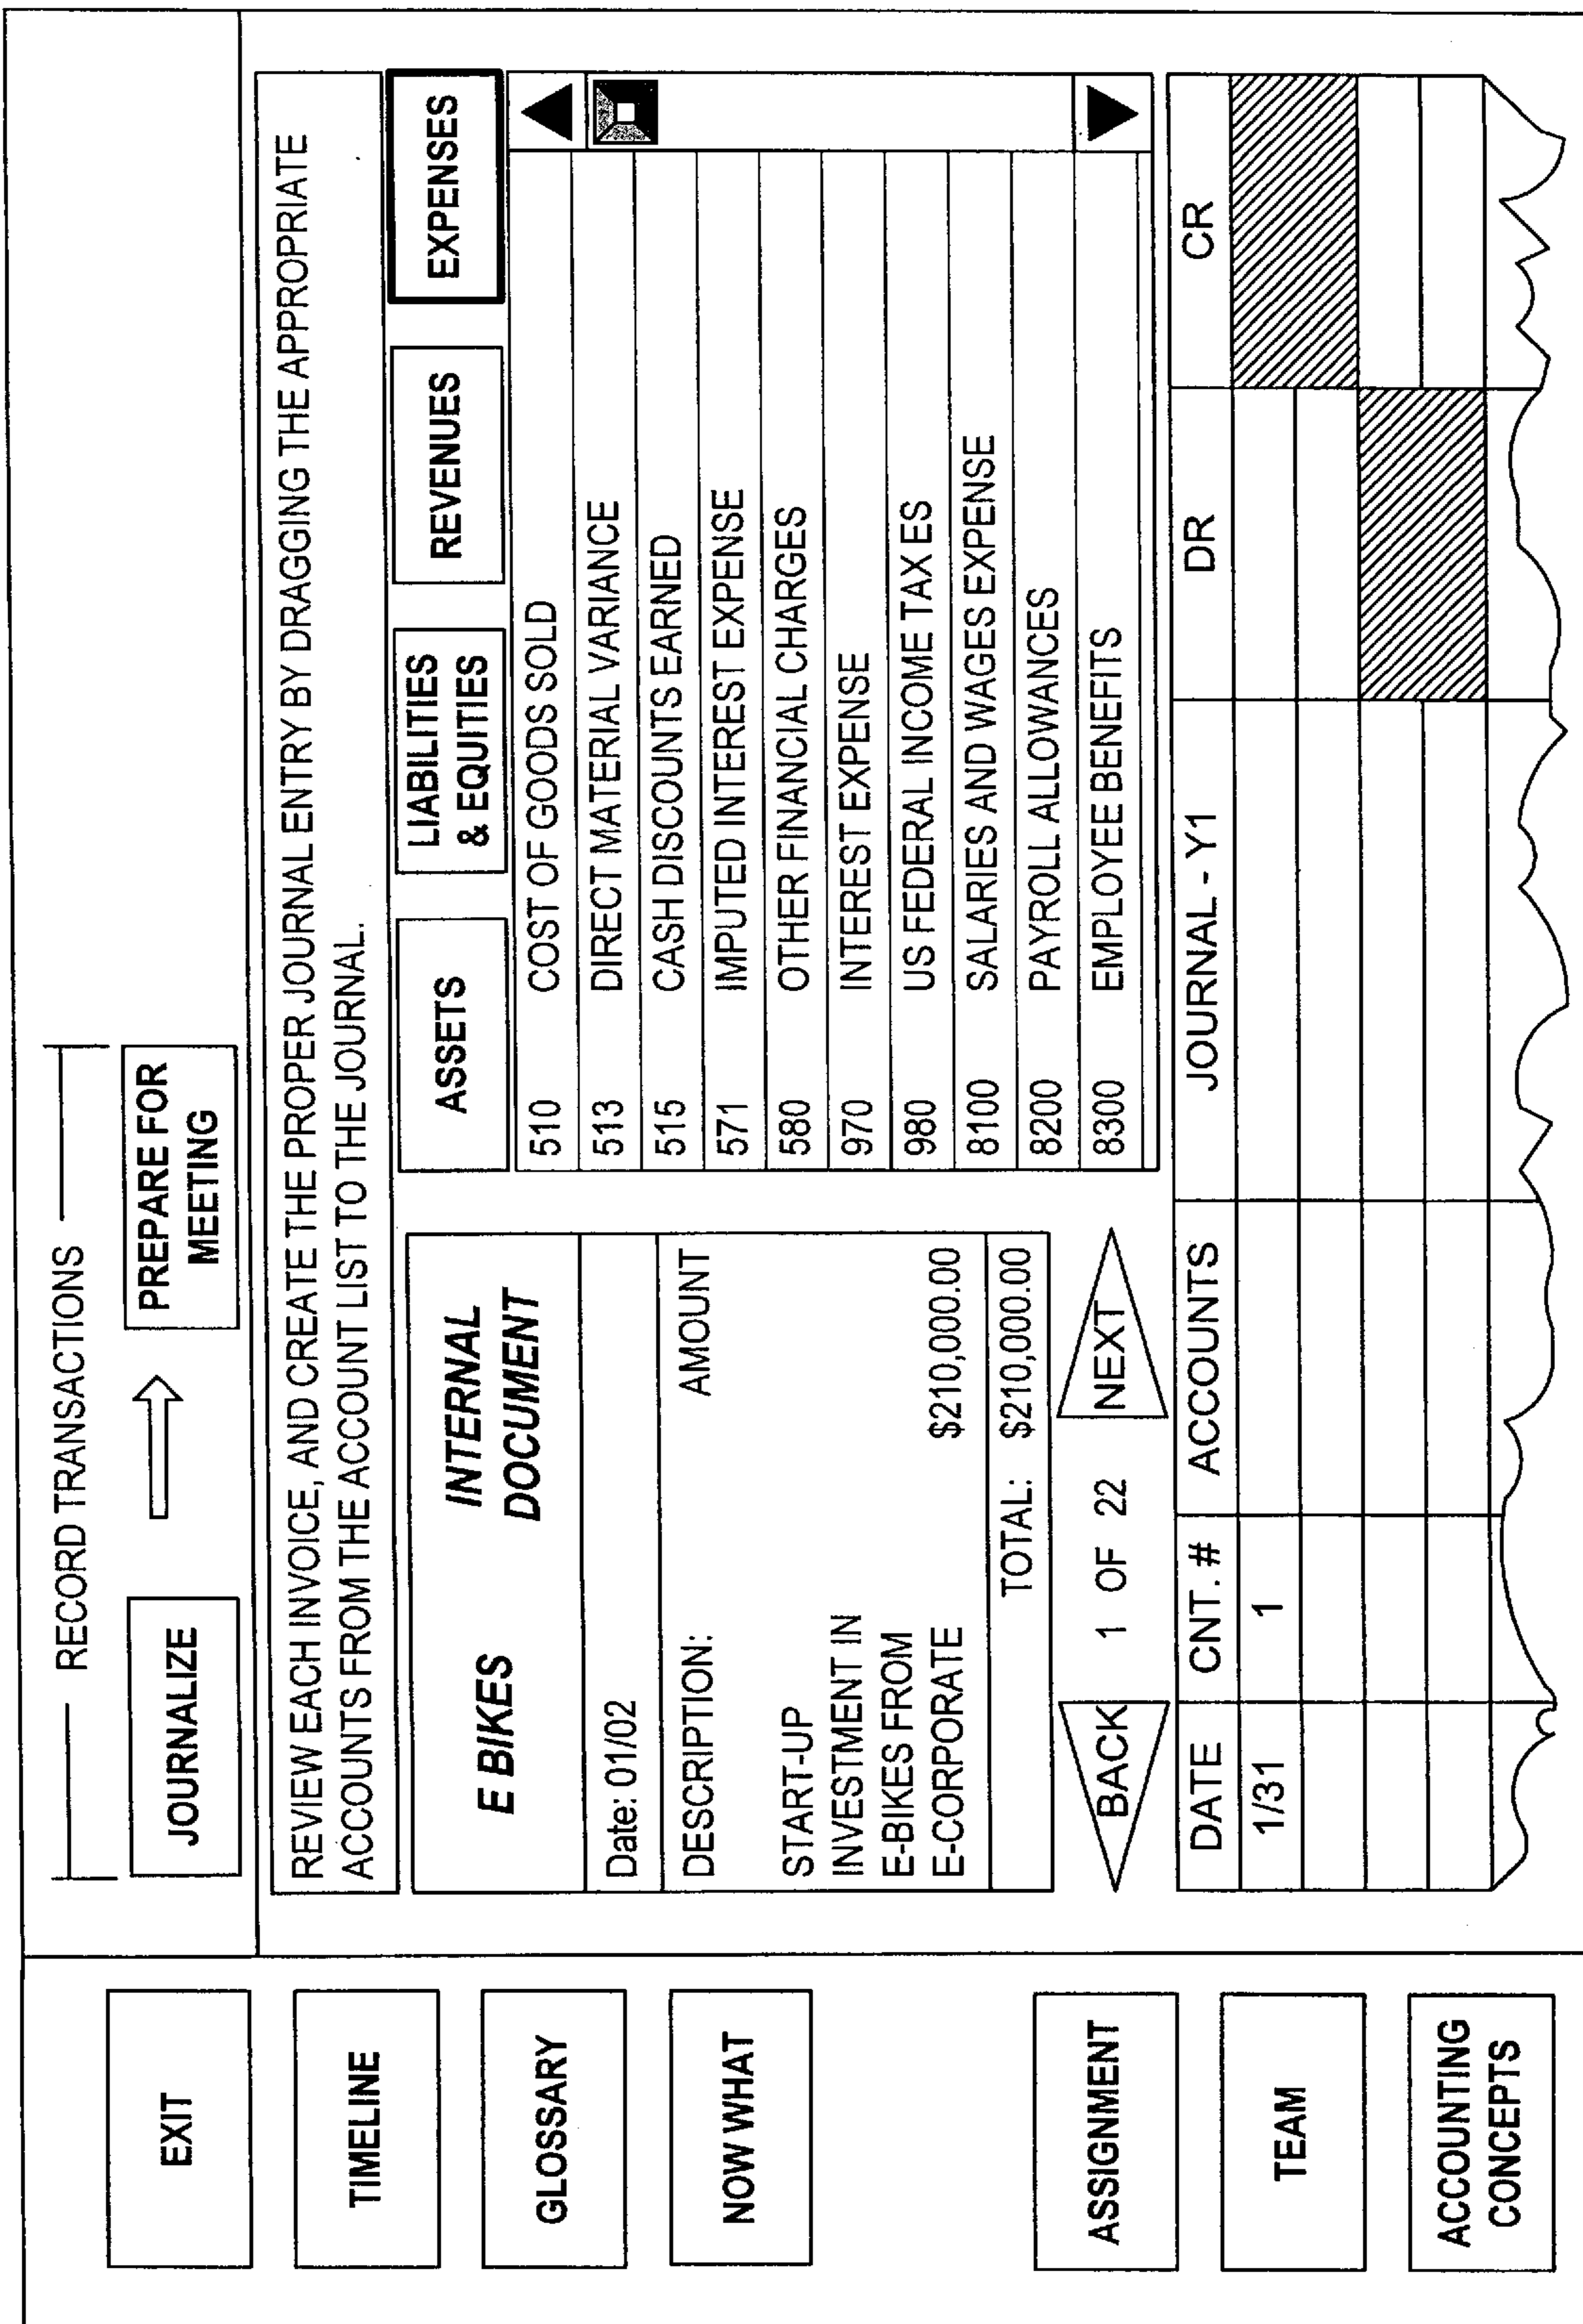 RECORD TRANSACTIONS
JOURNALIZE
PREPARE FOR
MEETING
EXIT
TIMELINE
GLOSSARY
NOW WHAT
ASSIGNMENT
TEAM
ACCOUNTING
CONCEPTS
REVIEW EACH INVOICE, AND CREATE THE PROPER JOURNAL ENTRY BY DRAGGING THE APPROPRIATE
ACCOUNTS FROM THE ACCOUNT LIST TO THE JOURNAL.
E BIKES INTERNAL
DOCUMENT
Date: 01/02
DESCRIPTION: AMOUNT
START-UP
INVESTMENT IN
E-BIKES FROM
E-CORPORATE $210,000.00
TOTAL: $210,000.00
BACK 1 OF 22 NEXT
ASSETS
LIABILITIES
& EQUITIES
REVENUES
EXPENSES
510 COST OF GOODS SOLD
513 DIRECT MATERIAL VARIANCE
515 CASH DISCOUNTS EARNED
571 IMPUTED INTEREST EXPENSE
580 OTHER FINANCIAL CHARGES
970 INTEREST EXPENSE
980 US FEDERAL INCOME TAX ES
8100 SALARIES AND WAGES EXPENSE
8200 PAYROLL ALLOWANCES
8300 EMPLOYEE BENEFITS
DATE CNT. # ACCOUNTS JOURNAL - Y1 DR CR
1/31 1